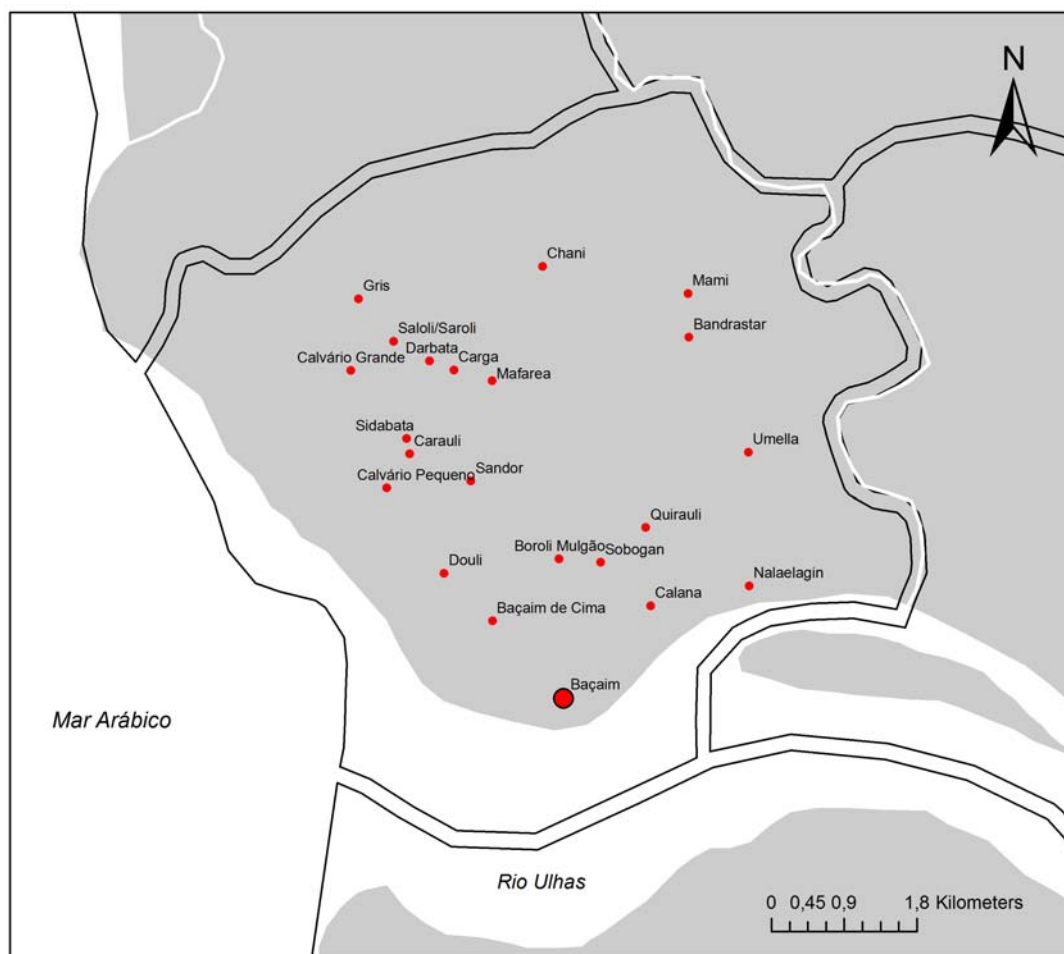 N
Chani
Mami
Gris
Bandrastar
Saloli/Saroli
Darbata
Calvário Grande
Carga
Mafarea
Sidabata
Carauli
Umella
Calvário Pequeno
Sandor
Quirauli
Boroli Mulgão
Sobogan
Douli
Nalaelagin
Calana
Baçaim de Cima
Baçaim
Mar Arábico
Rio Ulhas
0 0,45 0,9 1,8 Kilometers